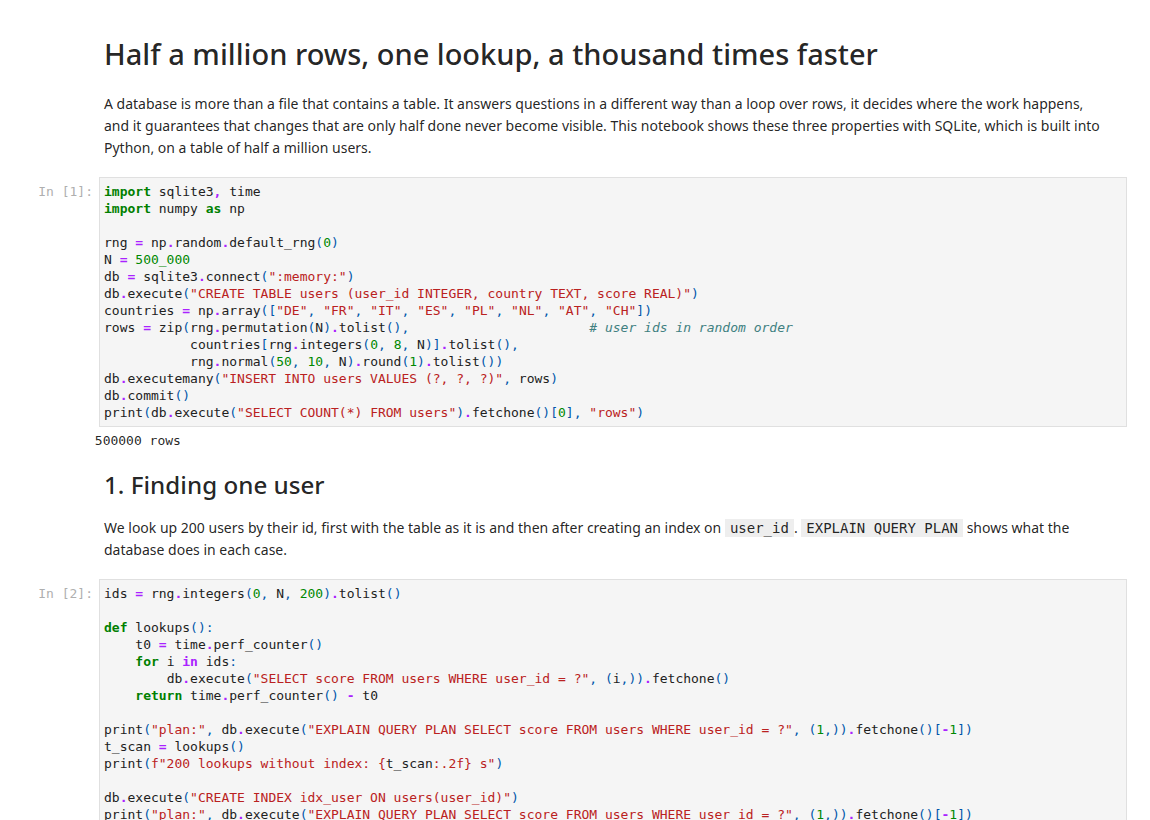 Half a million rows, one lookup, a thousand times faster
A database is more than a file that contains a table. It answers questions in a different way than a loop over rows, it decides where the work happens,
and it guarantees that changes that are only half done never become visible. This notebook shows these three properties with SQLite, which is built into
Python, on a table of half a million users.
In [1]:
import sqlite3, time
import numpy as np
rng = np.random.default_rng(0)
N = 500_000
db = sqlite3.connect(":memory:")
db.execute("CREATE TABLE users (user_id INTEGER, country TEXT, score REAL)")
countries = np.array(["DE", "FR", "IT", "ES", "PL", "NL", "AT", "CH"])
rows = zip(rng.permutation(N).tolist(),                       # user ids in random order
           countries[rng.integers(0, 8, N)].tolist(),
           rng.normal(50, 10, N).round(1).tolist())
db.executemany("INSERT INTO users VALUES (?, ?, ?)", rows)
db.commit()
print(db.execute("SELECT COUNT(*) FROM users").fetchone()[0], "rows")
500000 rows
1. Finding one user
We look up 200 users by their id, first with the table as it is and then after creating an index on user_id. EXPLAIN QUERY PLAN shows what the
database does in each case.
In [2]:
ids = rng.integers(0, N, 200).tolist()
def lookups():
    t0 = time.perf_counter()
    for i in ids:
        db.execute("SELECT score FROM users WHERE user_id = ?", (i,)).fetchone()
    return time.perf_counter() - t0
print("plan:", db.execute("EXPLAIN QUERY PLAN SELECT score FROM users WHERE user_id = ?", (1,)).fetchone()[-1])
t_scan = lookups()
print(f"200 lookups without index: {t_scan:.2f} s")
db.execute("CREATE INDEX idx_user ON users(user_id)")
print("plan:", db.execute("EXPLAIN QUERY PLAN SELECT score FROM users WHERE user_id = ?", (1,)).fetchone()[-1])